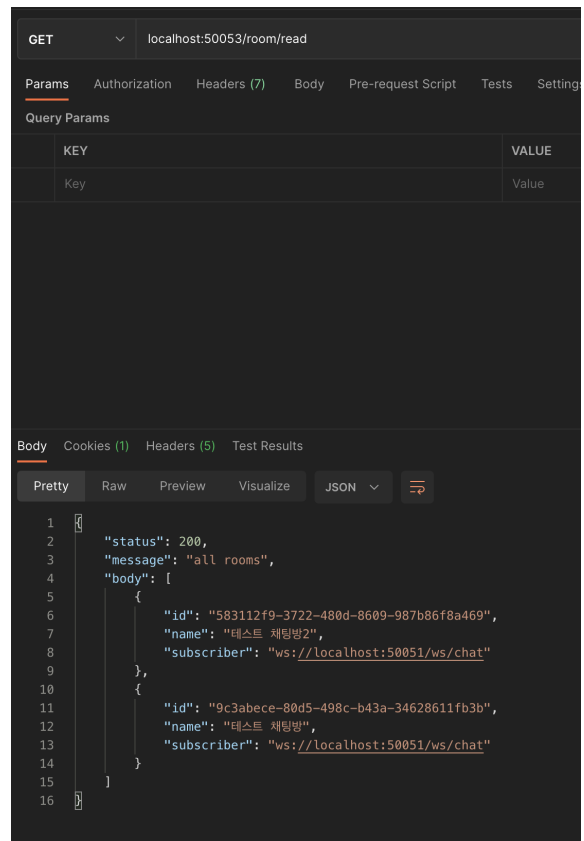 GET localhost:50053/room/read
Params Authorization Headers (7) Body Pre-request Script Tests Settings
Query Params
KEY VALUE
Key Value
Body Cookies (1) Headers (5) Test Results
Pretty Raw Preview Visualize JSON
1 {
2 "status": 200,
3 "message": "all rooms",
4 "body": [
5 {
6 "id": "583112f9-3722-480d-8609-987b86f8a469",
7 "name": "테스트 채팅방2",
8 "subscriber": "ws://localhost:50051/ws/chat"
9 },
10 {
11 "id": "9c3abece-80d5-498c-b43a-34628611fb3b",
12 "name": "테스트 채팅방",
13 "subscriber": "ws://localhost:50051/ws/chat"
14 }
15 ]
16 }